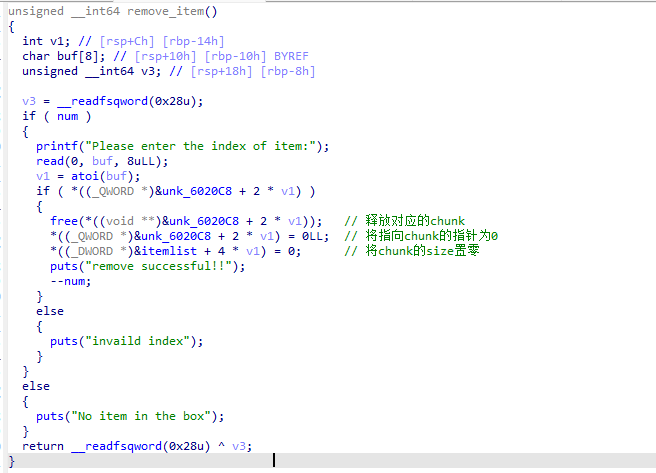 unsigned __int64 remove_item()
{
  int v1; // [rsp+Ch] [rbp-14h]
  char buf[8]; // [rsp+10h] [rbp-10h] BYREF
  unsigned __int64 v3; // [rsp+18h] [rbp-8h]

  v3 = __readfsqword(0x28u);
  if ( num )
  {
    printf("Please enter the index of item:");
    read(0, buf, 8uLL);
    v1 = atoi(buf);
    if ( *((_QWORD *)&unk_6020C8 + 2 * v1) )
    {
      free(*((void **)&unk_6020C8 + 2 * v1));   // 释放对应的chunk
      *((_QWORD *)&unk_6020C8 + 2 * v1) = 0LL;  // 将指向chunk的指针为0
      *((_DWORD *)&itemlist + 4 * v1) = 0;      // 将chunk的size置零
      puts("remove successful!!");
      --num;
    }
    else
    {
      puts("invaild index");
    }
  }
  else
  {
    puts("No item in the box");
  }
  return __readfsqword(0x28u) ^ v3;
}